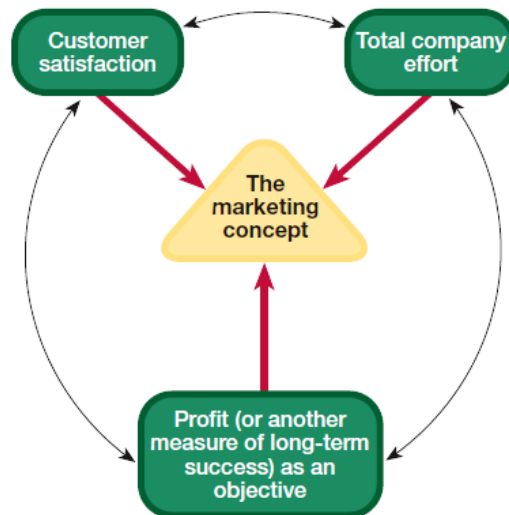 Customer
satisfaction
Total company
effort
The
marketing
concept
Profit (or another
measure of long-term
success) as an
objective